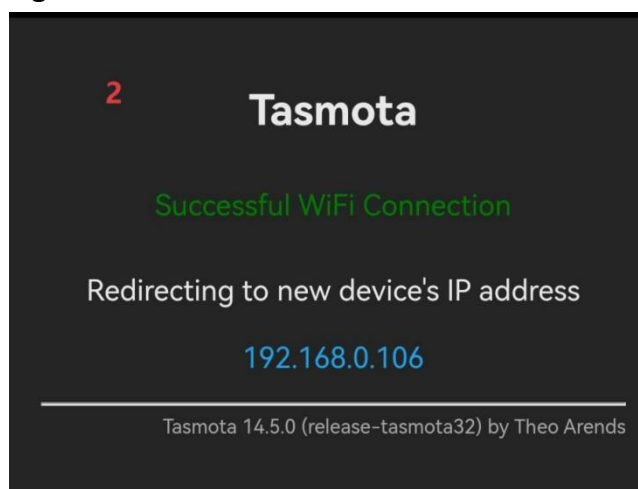 2
Tasmota
Successful WiFi Connection
Redirecting to new device's IP address
192.168.0.106
Tasmota 14.5.0 (release-tasmota32) by Theo Arends